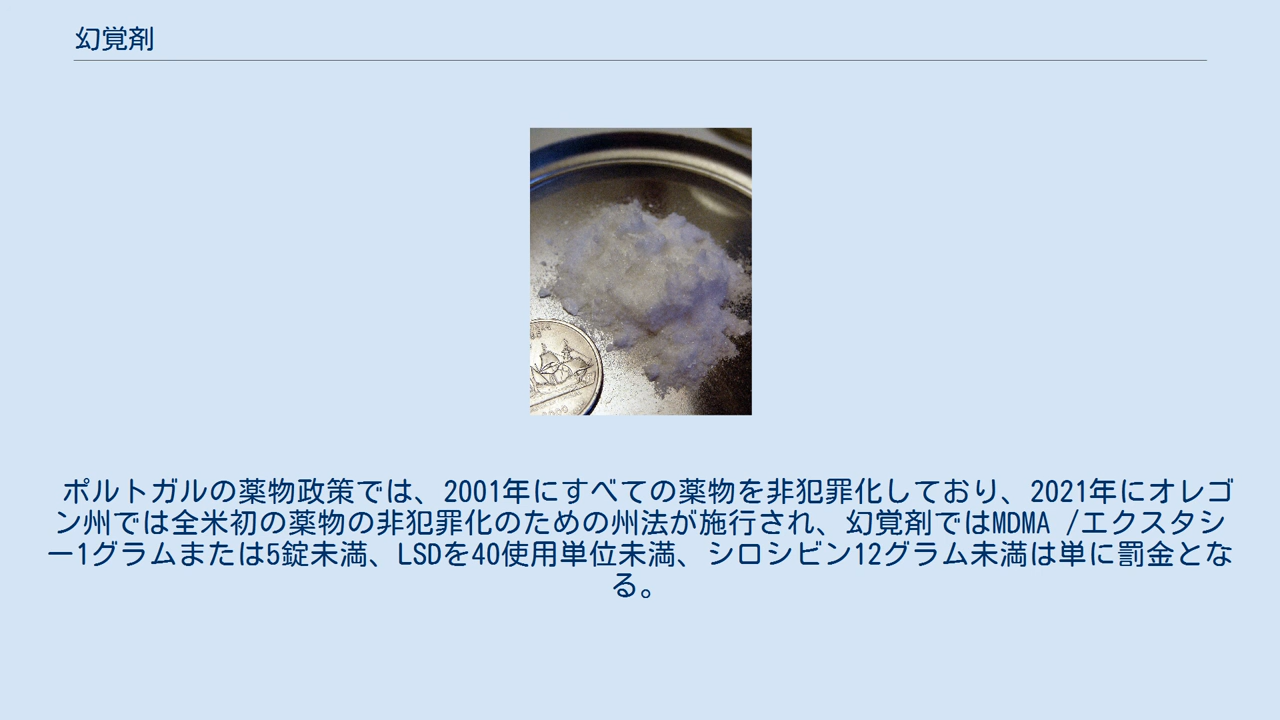 幻覚剤
ポルトガルの薬物政策では、2001年にすべての薬物を非犯罪化しており、2021年にオレゴ
ン州では全米初の薬物の非犯罪化のための州法が施行され、幻覚剤ではMDMA /エクスタシ
ー1グラムまたは5錠未満、LSDを40使用単位未満、シロシビン12グラム未満は単に罰金とな
る。